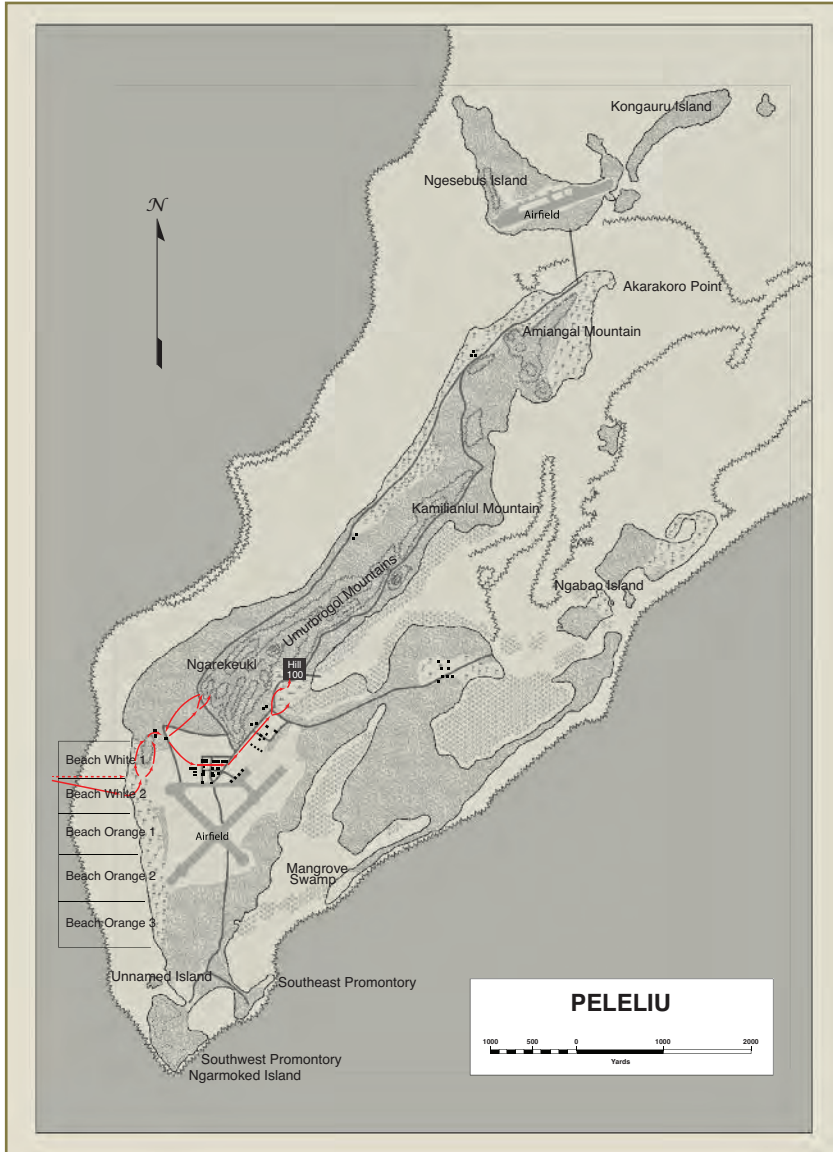 Kongauru Island
Ngesebus Island
Airfield
N
Akarakoro Point
Amiangal Mountain
Kamilianlul Mountain
Umurbrogol Mountains
Ngabao Island
Ngarekeukl
Hill
100
Beach White 1
Beach White 2
Beach Orange 1
Airfield
Beach Orange 2
Mangrove
Swamp
Beach Orange 3
Unnamed Island
Southeast Promontory
Southwest Promontory
Ngarmoked Island
PELELIU
1000 500 0 1000 2000
Yards